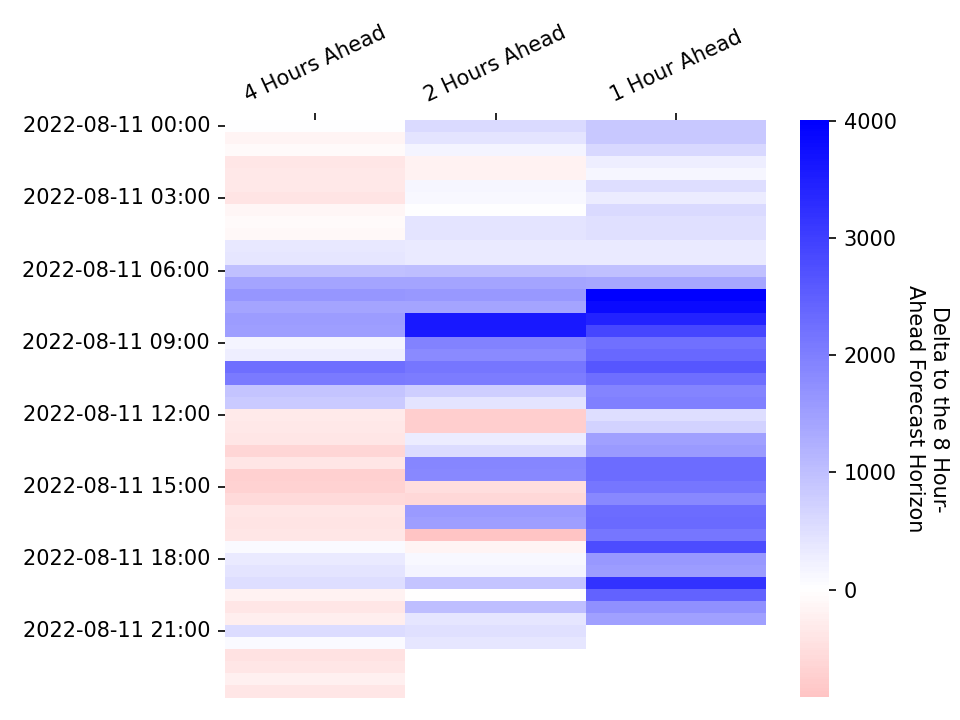 4 Hours Ahead
2 Hours Ahead
1 Hour Ahead
2022-08-11 00:00
2022-08-11 03:00
2022-08-11 06:00
2022-08-11 09:00
2022-08-11 12:00
2022-08-11 15:00
2022-08-11 18:00
2022-08-11 21:00
4000
3000
2000
1000
0
Delta to the 8 Hour-
Ahead Forecast Horizon